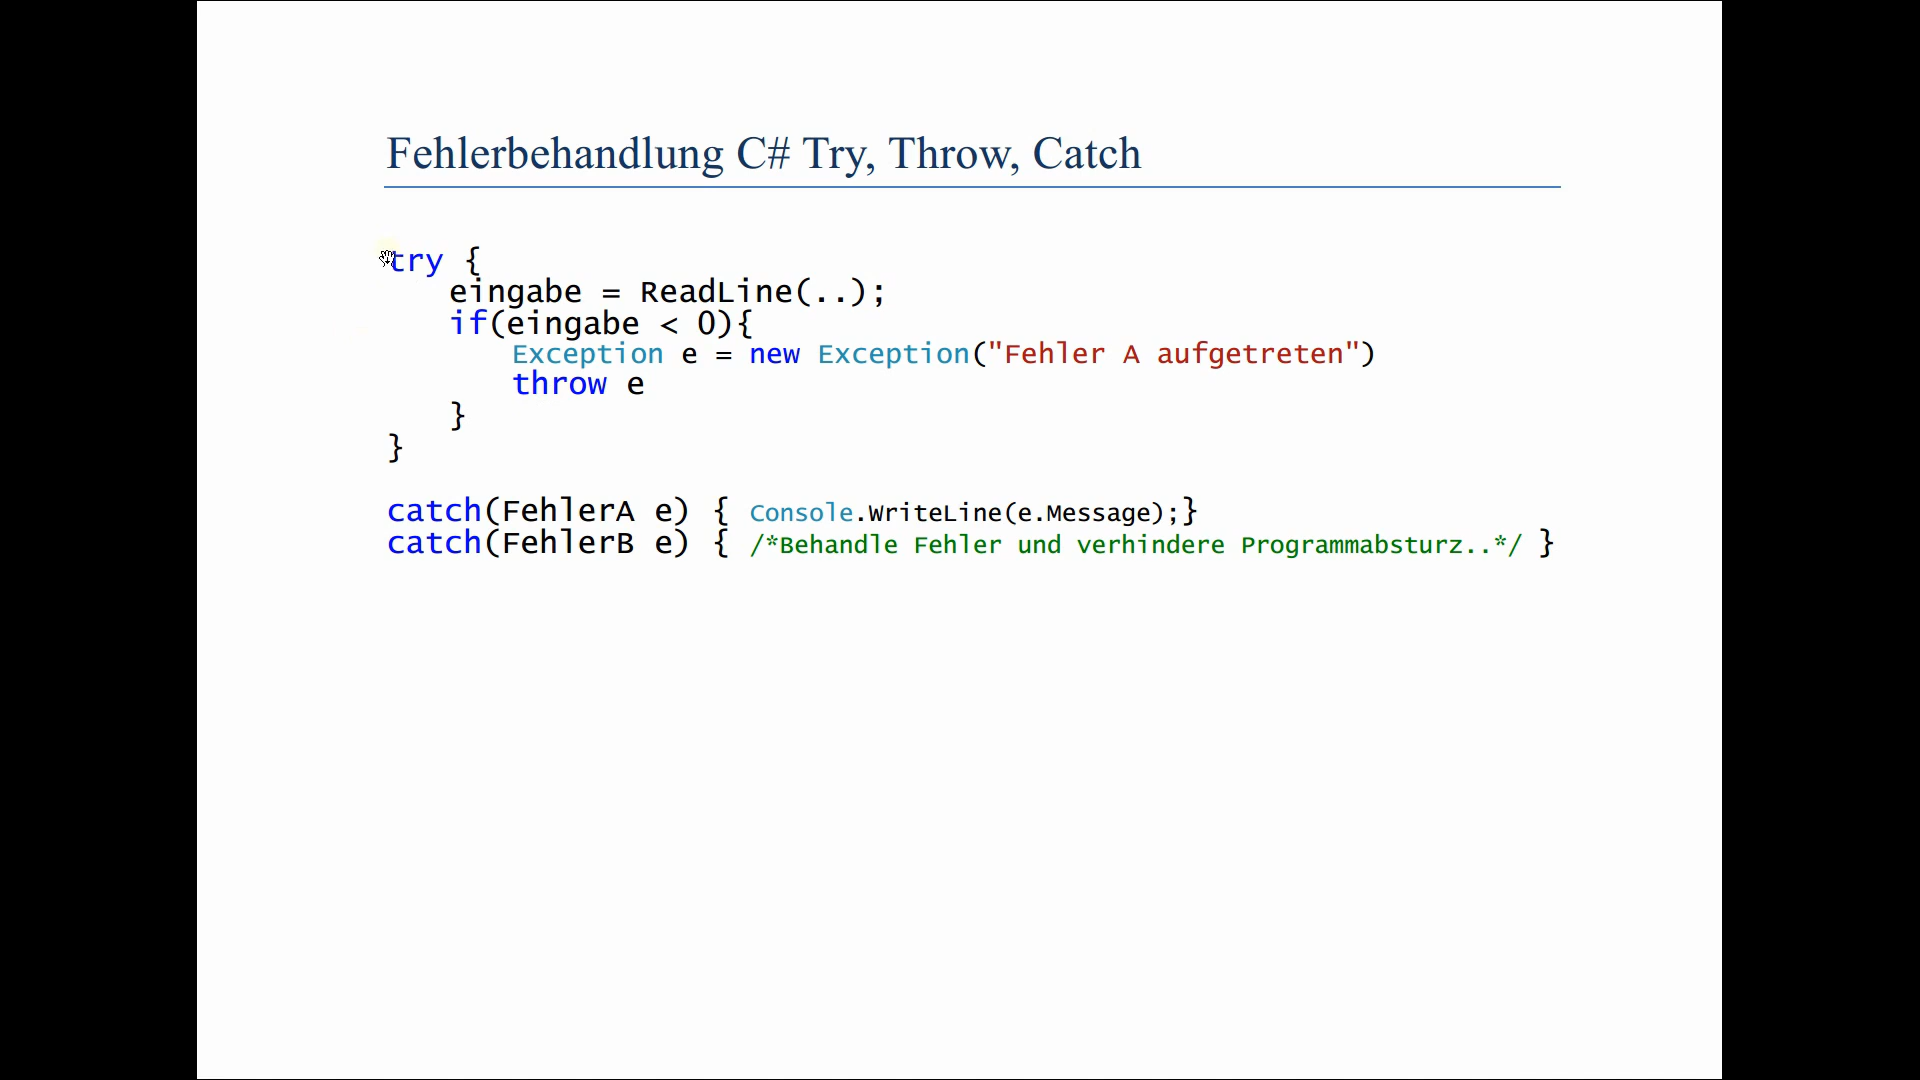 Fehlerbehandlung C# Try, Throw, Catch
try {
eingabe = ReadLine(..);
if(eingabe < 0){
Exception e = new Exception("Fehler A aufgetreten")
throw e
}
}
catch(FehlerA e) { Console.WriteLine(e.Message);}
catch(FehlerB e) { /*Behandle Fehler und verhindere Programmabsturz..*/ }